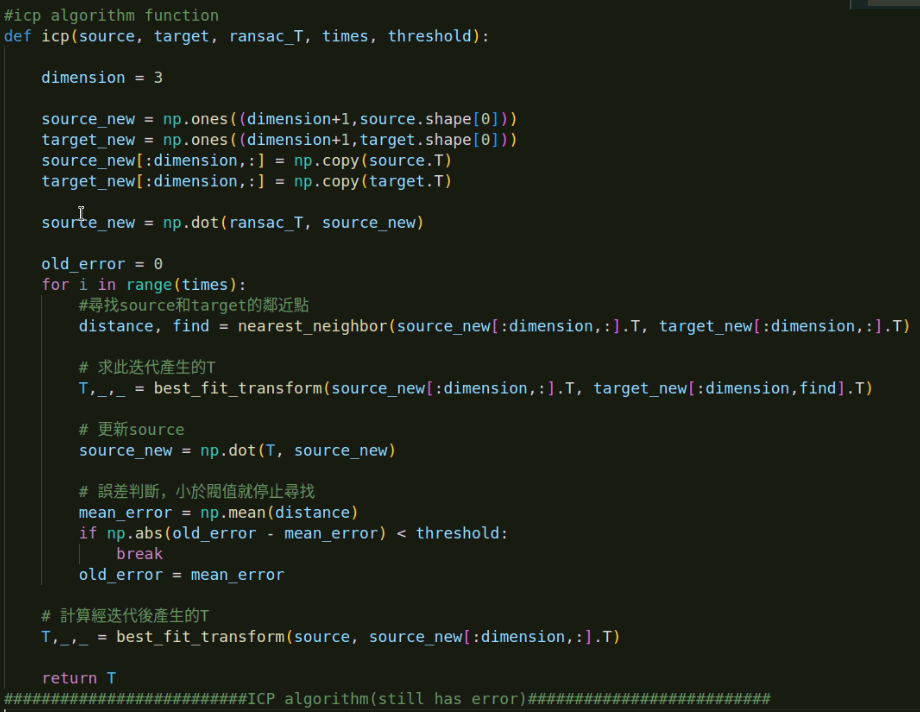 #icp algorithm function
def icp(source, target, ransac_T, times, threshold):
dimension = 3
source_new = np.ones((dimension+1,source.shape[0]))
target_new = np.ones((dimension+1,target.shape[0]))
source_new[:dimension,:] = np.copy(source.T)
target_new[:dimension,:] = np.copy(target.T)
source_new = np.dot(ransac_T, source_new)
old_error = 0
for i in range(times):
#尋找source和target的鄰近點
distance, find = nearest_neighbor(source_new[:dimension,:].T, target_new[:dimension,:].T)
# 求此迭代產生的T
T,_,_ = best_fit_transform(source_new[:dimension,:].T, target_new[:dimension,find].T)
# 更新source
source_new = np.dot(T, source_new)
# 誤差判斷，小於閥值就停止尋找
mean_error = np.mean(distance)
if np.abs(old_error - mean_error) < threshold:
break
old_error = mean_error
# 計算經迭代後產生的T
T,_,_ = best_fit_transform(source, source_new[:dimension,:].T)
return T
##########################ICP algorithm(still has error)##########################